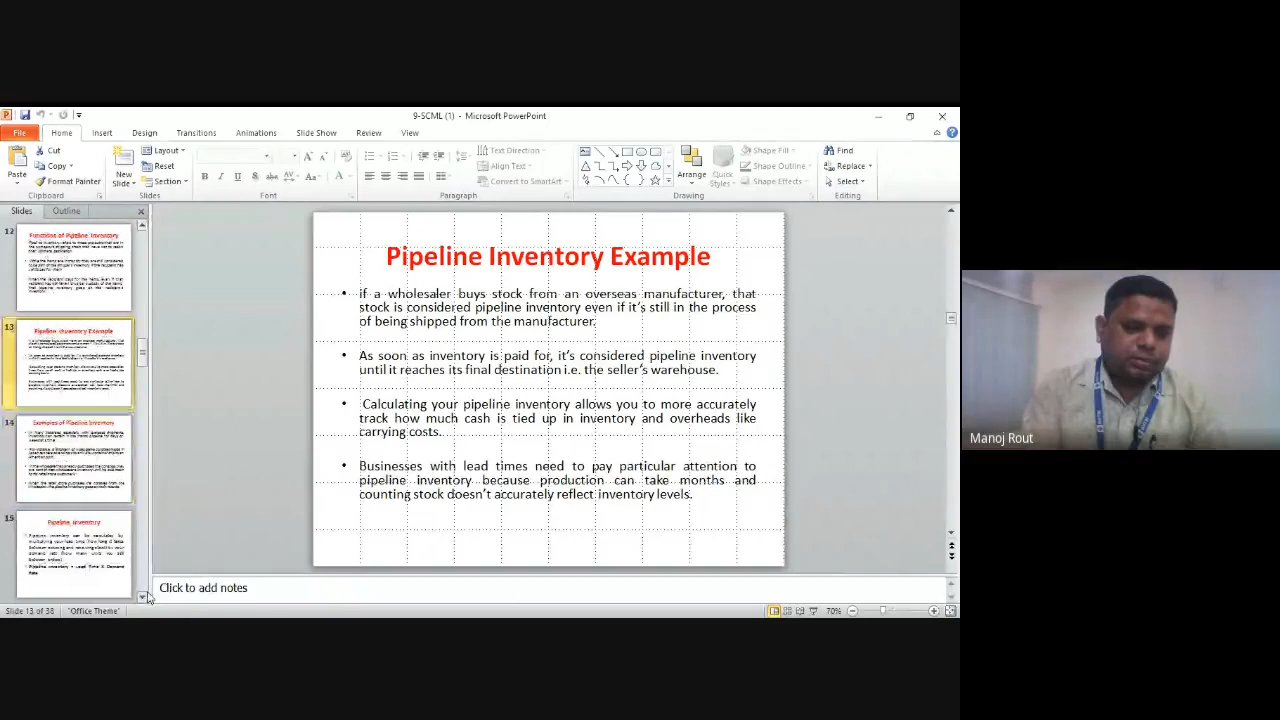 9-SCML (1) - Microsoft PowerPoint
File Home Insert Design Transitions Animations Slide Show Review View
Cut
Copy
Format Painter
Paste
Clipboard
New
Slide
Layout
Reset
Section
Slides
Font
Text Direction
Align Text
Convert to SmartArt
Paragraph
Arrange
Quick
Styles
Shape Fill
Shape Outline
Shape Effects
Drawing
Find
Replace
Select
Editing
Slides Outline
12
Functions of Pipeline Inventory
13
Pipeline Inventory Example
14
Examples of Pipeline Inventory
15
Pipeline Inventory
Pipeline Inventory Example
• if a wholesaler buys stock from an overseas manufacturer, that
stock is considered pipeline inventory even if it's still in the process
of being shipped from the manufacturer.
• As soon as inventory is paid for, it's considered pipeline inventory
until it reaches its final destination i.e. the seller's warehouse.
• Calculating your pipeline inventory allows you to more accurately
track how much cash is tied up in inventory and overheads like
carrying costs.
• Businesses with lead times need to pay particular attention to
pipeline inventory because production can take months and
counting stock doesn't accurately reflect inventory levels.
Click to add notes
Slide 13 of 38 "Office Theme" 70%
Manoj Rout